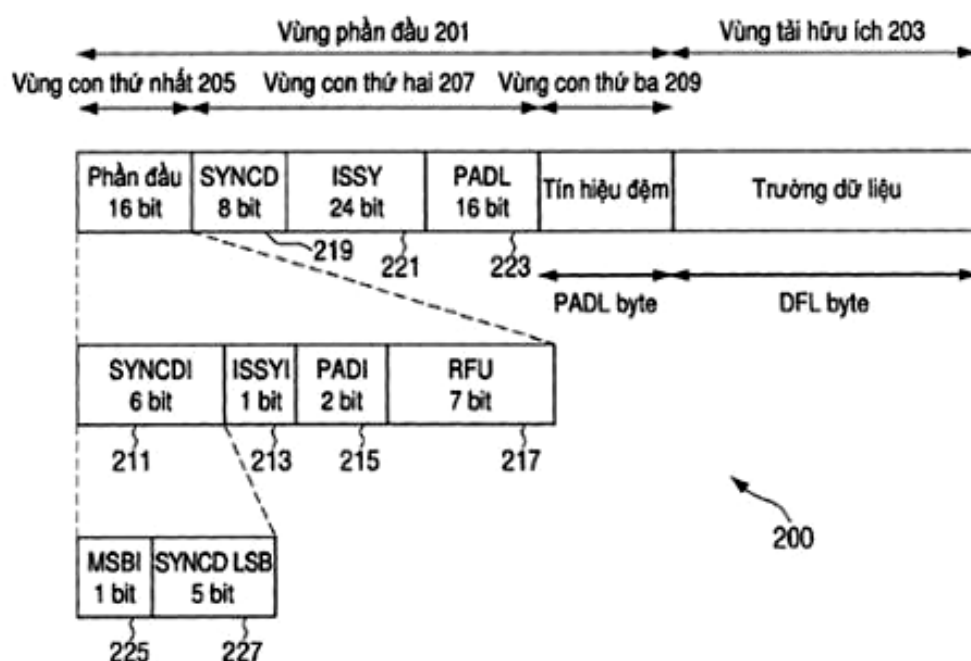 Vùng phần đầu 201 Vùng tải hữu ích 203
Vùng con thứ nhất 205 Vùng con thứ hai 207 Vùng con thứ ba 209
Phần đầu SYNCD ISSY PADL Tín hiệu đệm Trường dữ liệu
16 bit 8 bit 24 bit 16 bit
219 221 223
PADL byte DFL byte
SYNCDI ISSYI PADI RFU
6 bit 1 bit 2 bit 7 bit
211 213 215 217
200
MSBI SYNCD LSB
1 bit 5 bit
225 227